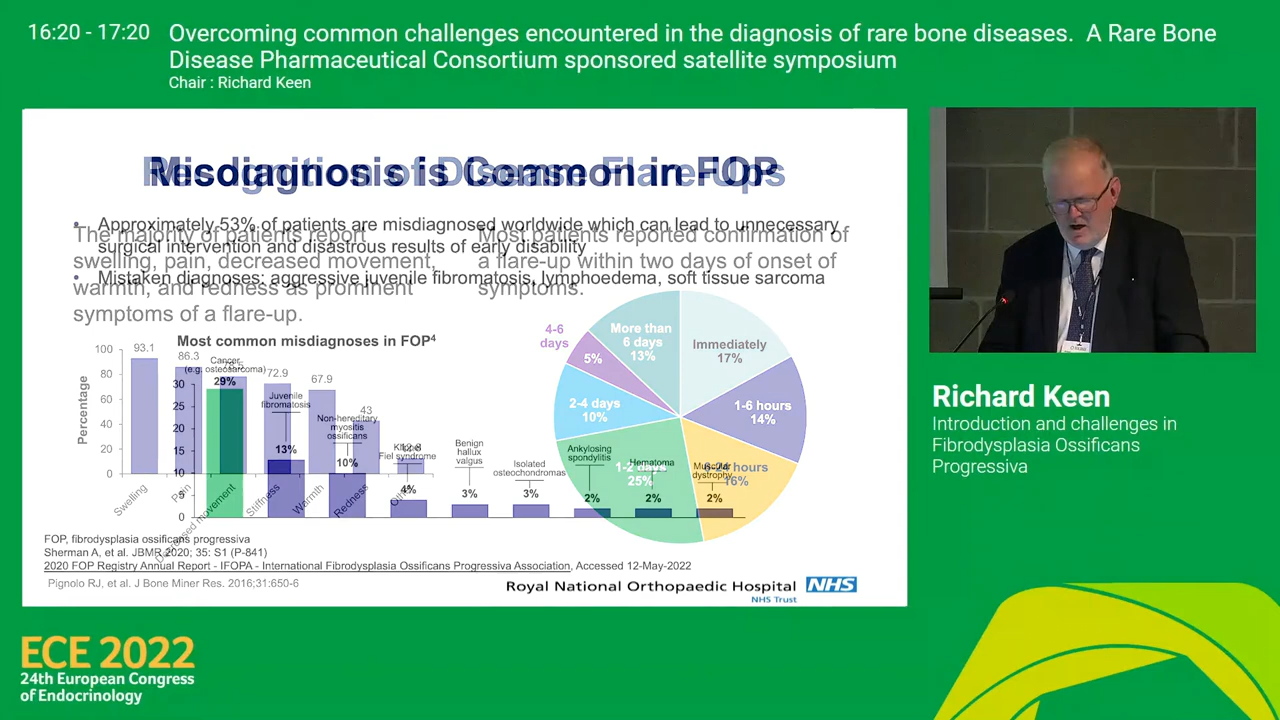 16:20 - 17:20
Overcoming common challenges encountered in the diagnosis of rare bone diseases.  A Rare Bone
Disease Pharmaceutical Consortium sponsored satellite symposium
Chair : Richard Keen
Misdiagnosis is Common in FOP
Recognition of Disease Flare-Ups
• Approximately 53% of patients are misdiagnosed worldwide which can lead to unnecessary
surgical intervention and disastrous results of early disability
• Mistaken diagnoses: aggressive juvenile fibromatosis, lymphoedema, soft tissue sarcoma
The majority of patients report
swelling, pain, decreased movement,
warmth, and redness as prominent
symptoms of a flare-up.
Most patients reported confirmation of
a flare-up within two days of onset of
symptoms.
Most common misdiagnoses in FOP⁴
Cancer
(e.g. osteosarcoma)
29%
Juvenile
fibromatosis
13%
Non-hereditary
myositis
ossificans
10%
Fiel syndrome
4%
Benign
hallux
valgus
3%
Isolated
osteochondromas
3%
Ankylosing
spondylitis
2%
Hematoma
2%
Muscular
dystrophy
2%
30
25
20
15
10
5
0
Percentage
100
80
60
40
20
0
93.1
86.3
72.9
67.9
43
12.8
Swelling
Pain
Decreased movement
Stiffness
Warmth
Redness
Other
Immediately
17%
1-6 hours
14%
6-24 hours
16%
1-2 days
25%
2-4 days
10%
4-6
days
5%
More than
6 days
13%
FOP, fibrodysplasia ossificans progressiva
Sherman A, et al. JBMR 2020; 35: S1 (P-841)
2020 FOP Registry Annual Report - IFOPA - International Fibrodysplasia Ossificans Progressiva Association, Accessed 12-May-2022
Pignolo RJ, et al. J Bone Miner Res. 2016;31:650-6
Royal National Orthopaedic Hospital
NHS
NHS Trust
Richard Keen
Introduction and challenges in
Fibrodysplasia Ossificans
Progressiva
ECE 2022
24th European Congress
of Endocrinology